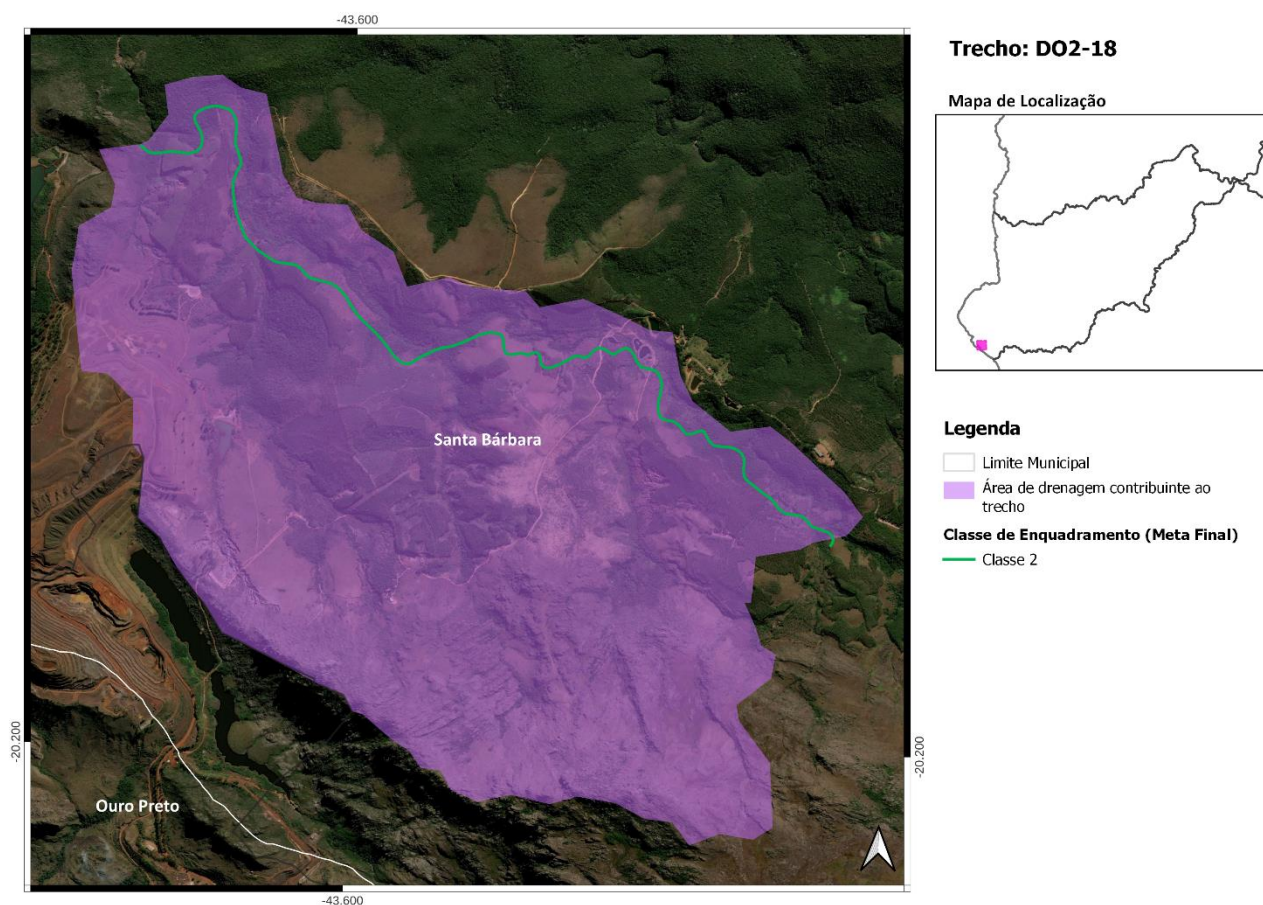 -43.600
Trecho: DO2-18
Mapa de Localização
Santa Bárbara
Legenda
Limite Municipal
Área de drenagem contribuinte ao
trecho
Classe de Enquadramento (Meta Final)
Classe 2
-20.200
-20.200
Ouro Preto
-43.600